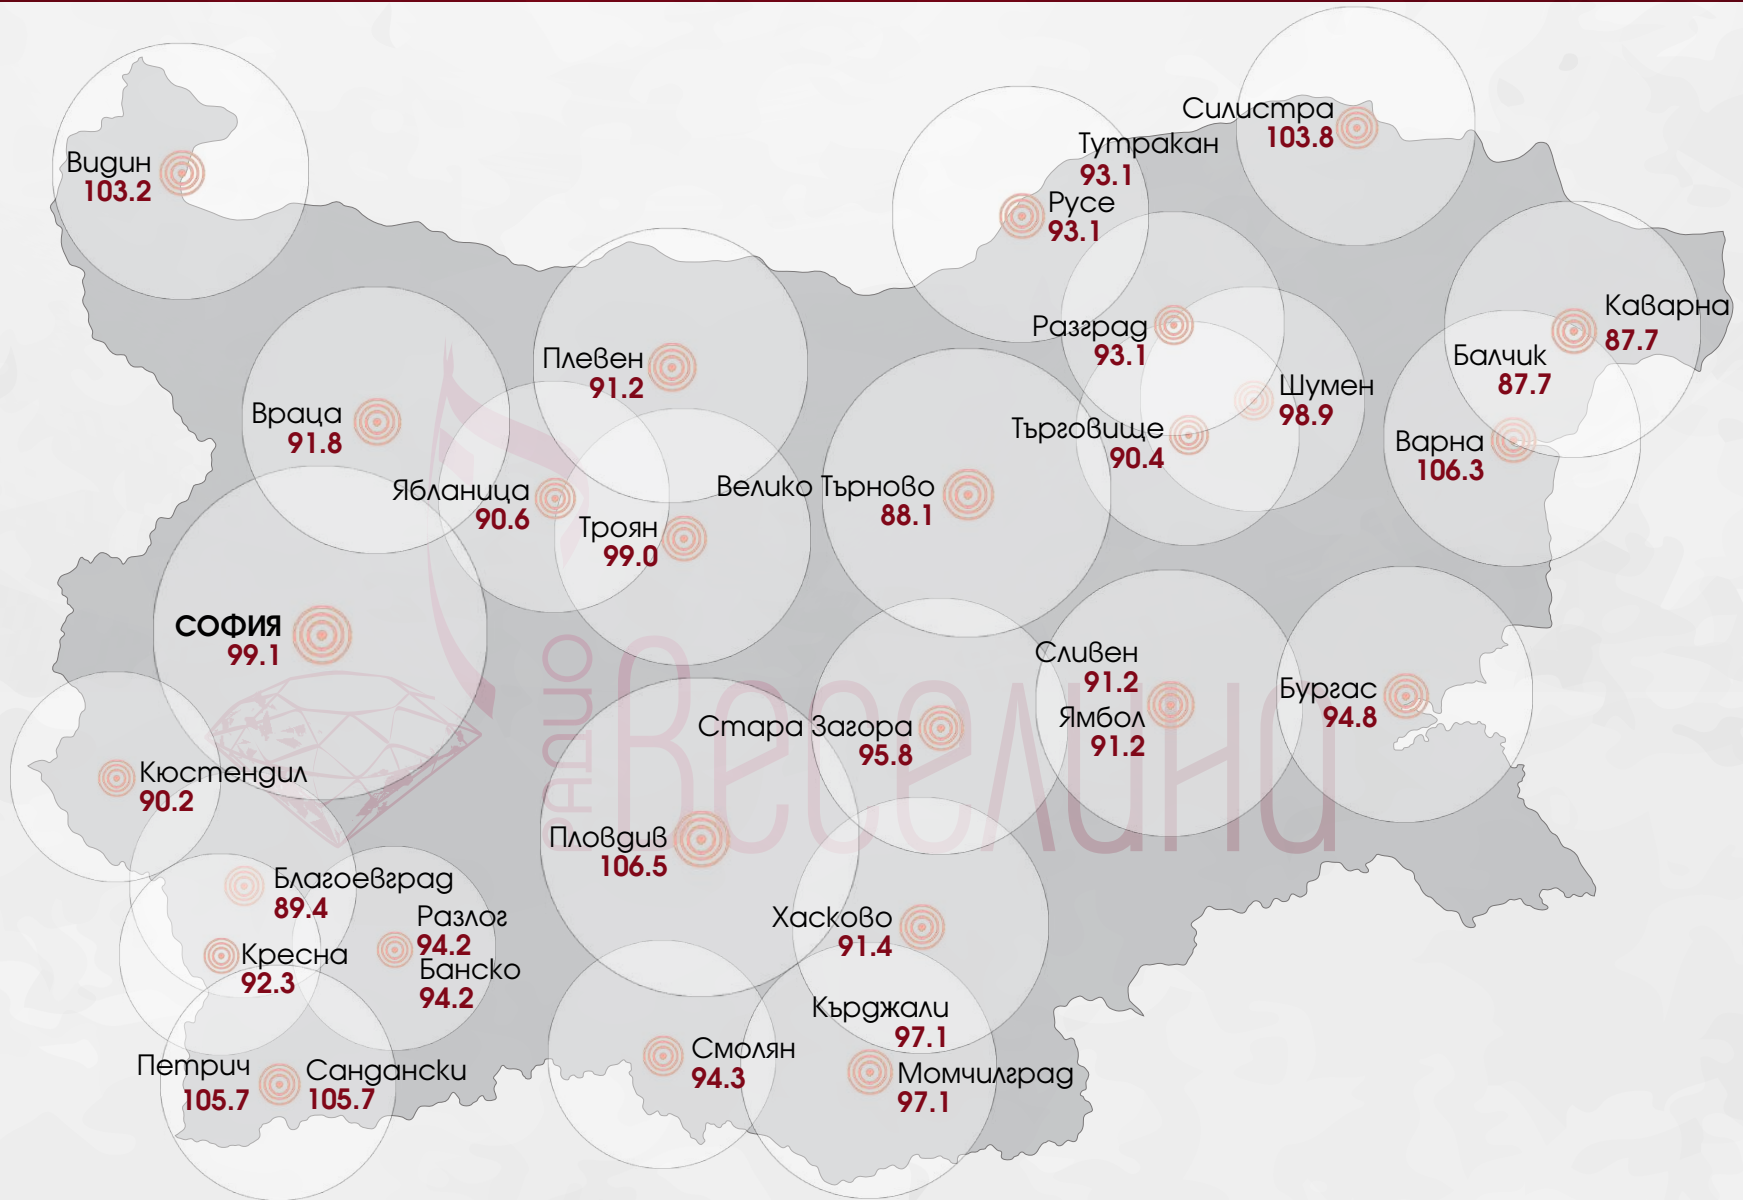 Силистра
103.8
Тутракан
93.1
Видин
103.2
Русе
93.1
Каварна
87.7
Разград
93.1
Плевен
91.2
Балчик
87.7
Шумен
98.9
Враца
91.8
Търговище
90.4
Варна
106.3
Ябланица
90.6
Велико Търново
88.1
Троян
99.0
СОФИЯ
99.1
Сливен
91.2
Бургас
94.8
Стара Загора
95.8
Ямбол
91.2
РАДИО
Веселина
Кюстендил
90.2
Пловдив
106.5
Благоевград
89.4
Разлог
94.2
Хасково
91.4
Кресна
92.3
Банско
94.2
Кърджали
97.1
Смолян
94.3
Петрич
105.7
Сандански
105.7
Момчилград
97.1